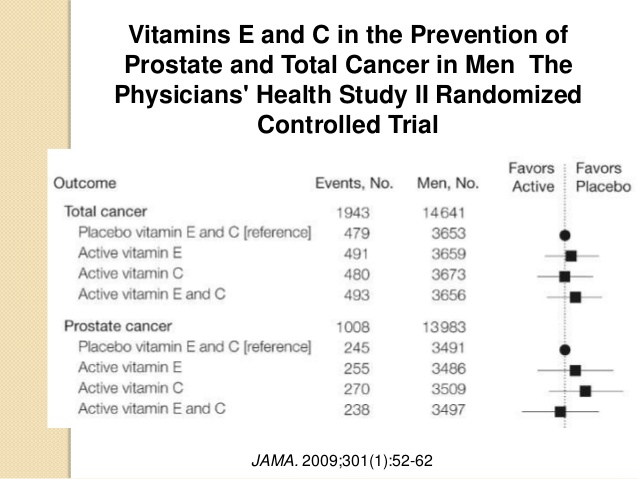 Vitamins E and C in the Prevention of
Prostate and Total Cancer in Men The
Physicians' Health Study II Randomized
Controlled Trial
Outcome Events, No. Men, No. Favors Active Favors Placebo
Total cancer 1943 14641
Placebo vitamin E and C [reference] 479 3653
Active vitamin E 491 3659
Active vitamin C 480 3673
Active vitamin E and C 493 3656
Prostate cancer 1008 13983
Placebo vitamin E and C [reference] 245 3491
Active vitamin E 255 3486
Active vitamin C 270 3509
Active vitamin E and C 238 3497
JAMA. 2009;301(1):52-62